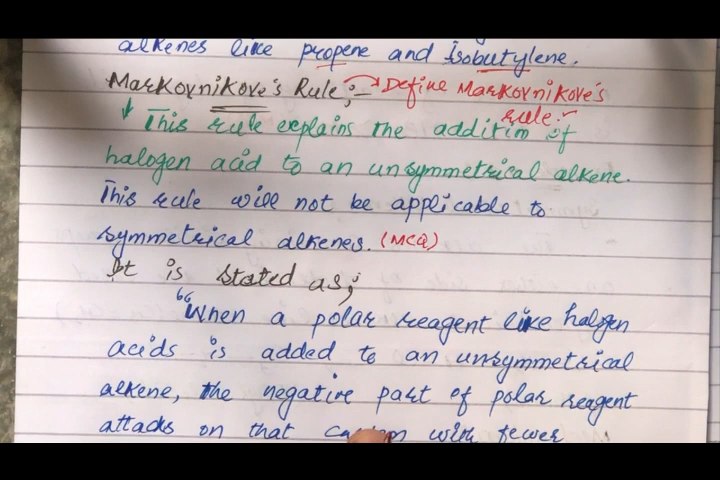 alkenes like propene and isobutylene.
Markovnikove's Rule:- → Define Markovnikove's
rule:-
This rule explains the addition of
halogen acid to an unsymmetrical alkene.
This rule will not be applicable to
symmetrical alkenes. (MCQ)
It is stated as;
"When a polar reagent like halogen
acids is added to an unsymmetrical
alkene, the negative part of polar reagent
attacks on that carbon with fewer